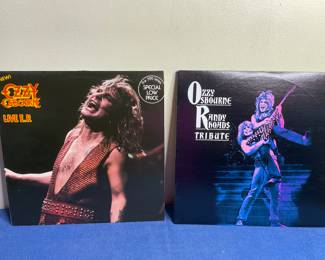 NEW!
OZZY
OSBOURNE
LIVE E.P.
SPECIAL
LOW
PRICE
OZZY
OSBOURNE
RANDY
RHOADS
TRIBUTE